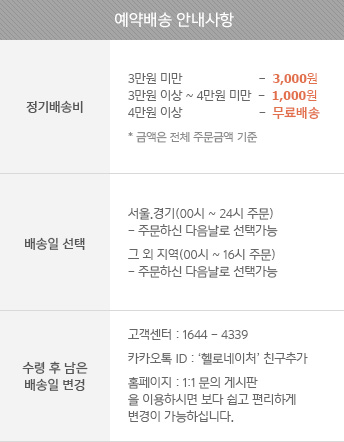 예약배송 안내사항
정기배송비
3만원 미만 - 3,000원
3만원 이상 ~ 4만원 미만 - 1,000원
4만원 이상 - 무료배송
* 금액은 전체 주문금액 기준
배송일 선택
서울.경기(00시 ~ 24시 주문)
- 주문하신 다음날로 선택가능
그 외 지역(00시 ~ 16시 주문)
- 주문하신 다음날로 선택가능
수령 후 남은
배송일 변경
고객센터 : 1644 - 4339
카카오톡 ID : ‘헬로네이처’ 친구추가
홈페이지 : 1:1 문의 게시판
을 이용하시면 보다 쉽고 편리하게
변경이 가능하십니다.